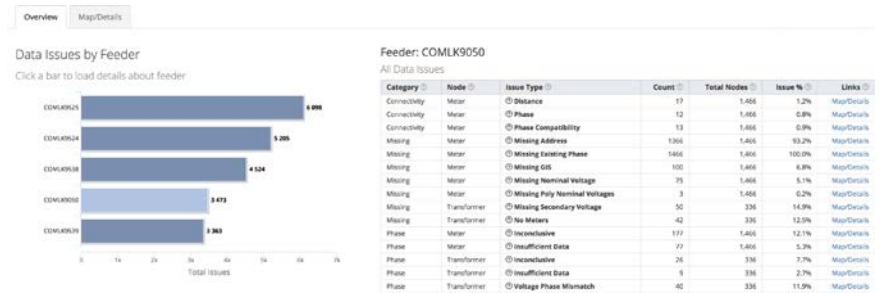 Overview Map/Details
Data Issues by Feeder
Click a bar to load details about feeder
COMLK9525 6 098
COMLK9524 5 205
COMLK9538 4 524
COMLK9050 3 473
COMLK9539 3 363
0 1k 2k 3k 4k 5k 6k 7k
Total Issues
Feeder: COMLK9050
All Data Issues
Category Node Issue Type Count Total Nodes Issue % Links
Connectivity Meter Distance 17 1,466 1.2% Map/Details
Connectivity Meter Phase 12 1,466 0.8% Map/Details
Connectivity Meter Phase Compatibility 13 1,466 0.9% Map/Details
Missing Meter Missing Address 1366 1,466 93.2% Map/Details
Missing Meter Missing Existing Phase 1466 1,466 100.0% Map/Details
Missing Meter Missing GIS 100 1,466 6.8% Map/Details
Missing Meter Missing Nominal Voltage 75 1,466 5.1% Map/Details
Missing Meter Missing Poly Nominal Voltages 3 1,466 0.2% Map/Details
Missing Transformer Missing Secondary Voltage 50 336 14.9% Map/Details
Missing Transformer No Meters 42 336 12.5% Map/Details
Phase Meter Inconclusive 177 1,466 12.1% Map/Details
Phase Meter Insufficient Data 77 1,466 5.3% Map/Details
Phase Transformer Inconclusive 26 336 7.7% Map/Details
Phase Transformer Insufficient Data 9 336 2.7% Map/Details
Phase Transformer Voltage Phase Mismatch 40 336 11.9% Map/Details